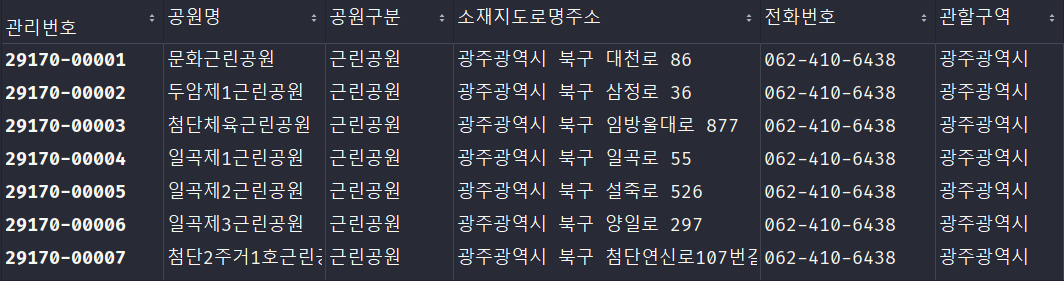 관리번호 공원명 공원구분 소재지도로명주소 전화번호 관할구역
29170-00001 문화근린공원 근린공원 광주광역시 북구 대천로 86 062-410-6438 광주광역시
29170-00002 두암제1근린공원 근린공원 광주광역시 북구 삼정로 36 062-410-6438 광주광역시
29170-00003 첨단체육근린공원 근린공원 광주광역시 북구 임방울대로 877 062-410-6438 광주광역시
29170-00004 일곡제1근린공원 근린공원 광주광역시 북구 일곡로 55 062-410-6438 광주광역시
29170-00005 일곡제2근린공원 근린공원 광주광역시 북구 설죽로 526 062-410-6438 광주광역시
29170-00006 일곡제3근린공원 근린공원 광주광역시 북구 양일로 297 062-410-6438 광주광역시
29170-00007 첨단2주거1호근린공 근린공원 광주광역시 북구 첨단연신로107번길 062-410-6438 광주광역시